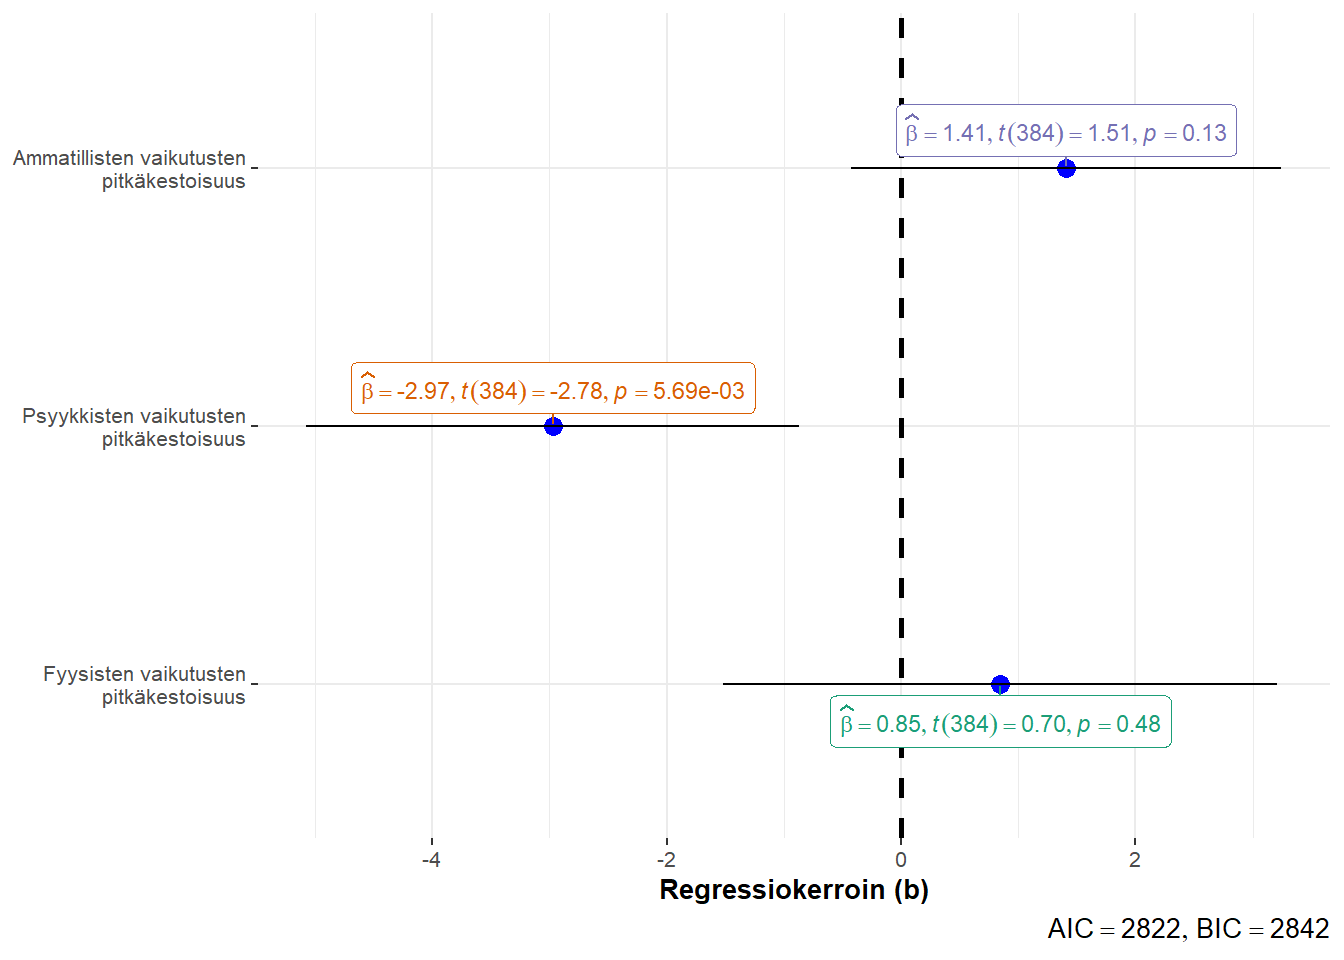 β̂ = 1.41, t(384) = 1.51, p = 0.13
Ammatillisten vaikutusten
pitkäkestoisuus
β̂ = -2.97, t(384) = -2.78, p = 5.69e-03
Psyykkisten vaikutusten
pitkäkestoisuus
Fyysisten vaikutusten
pitkäkestoisuus
β̂ = 0.85, t(384) = 0.70, p = 0.48
-4 -2 0 2
Regressiokerroin (b)
AIC = 2822, BIC = 2842